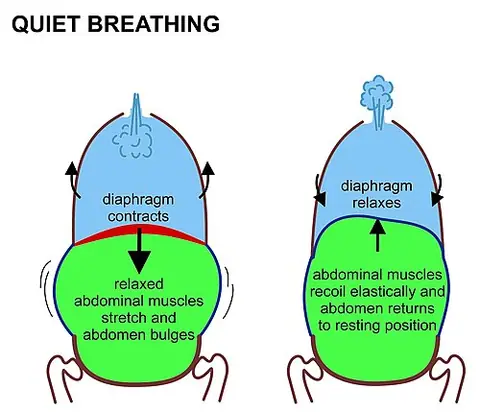 QUIET BREATHING
diaphragm
contracts
relaxed
abdominal muscles
stretch and
abdomen bulges
diaphragm
relaxes
abdominal muscles
recoil elastically and
abdomen returns
to resting position